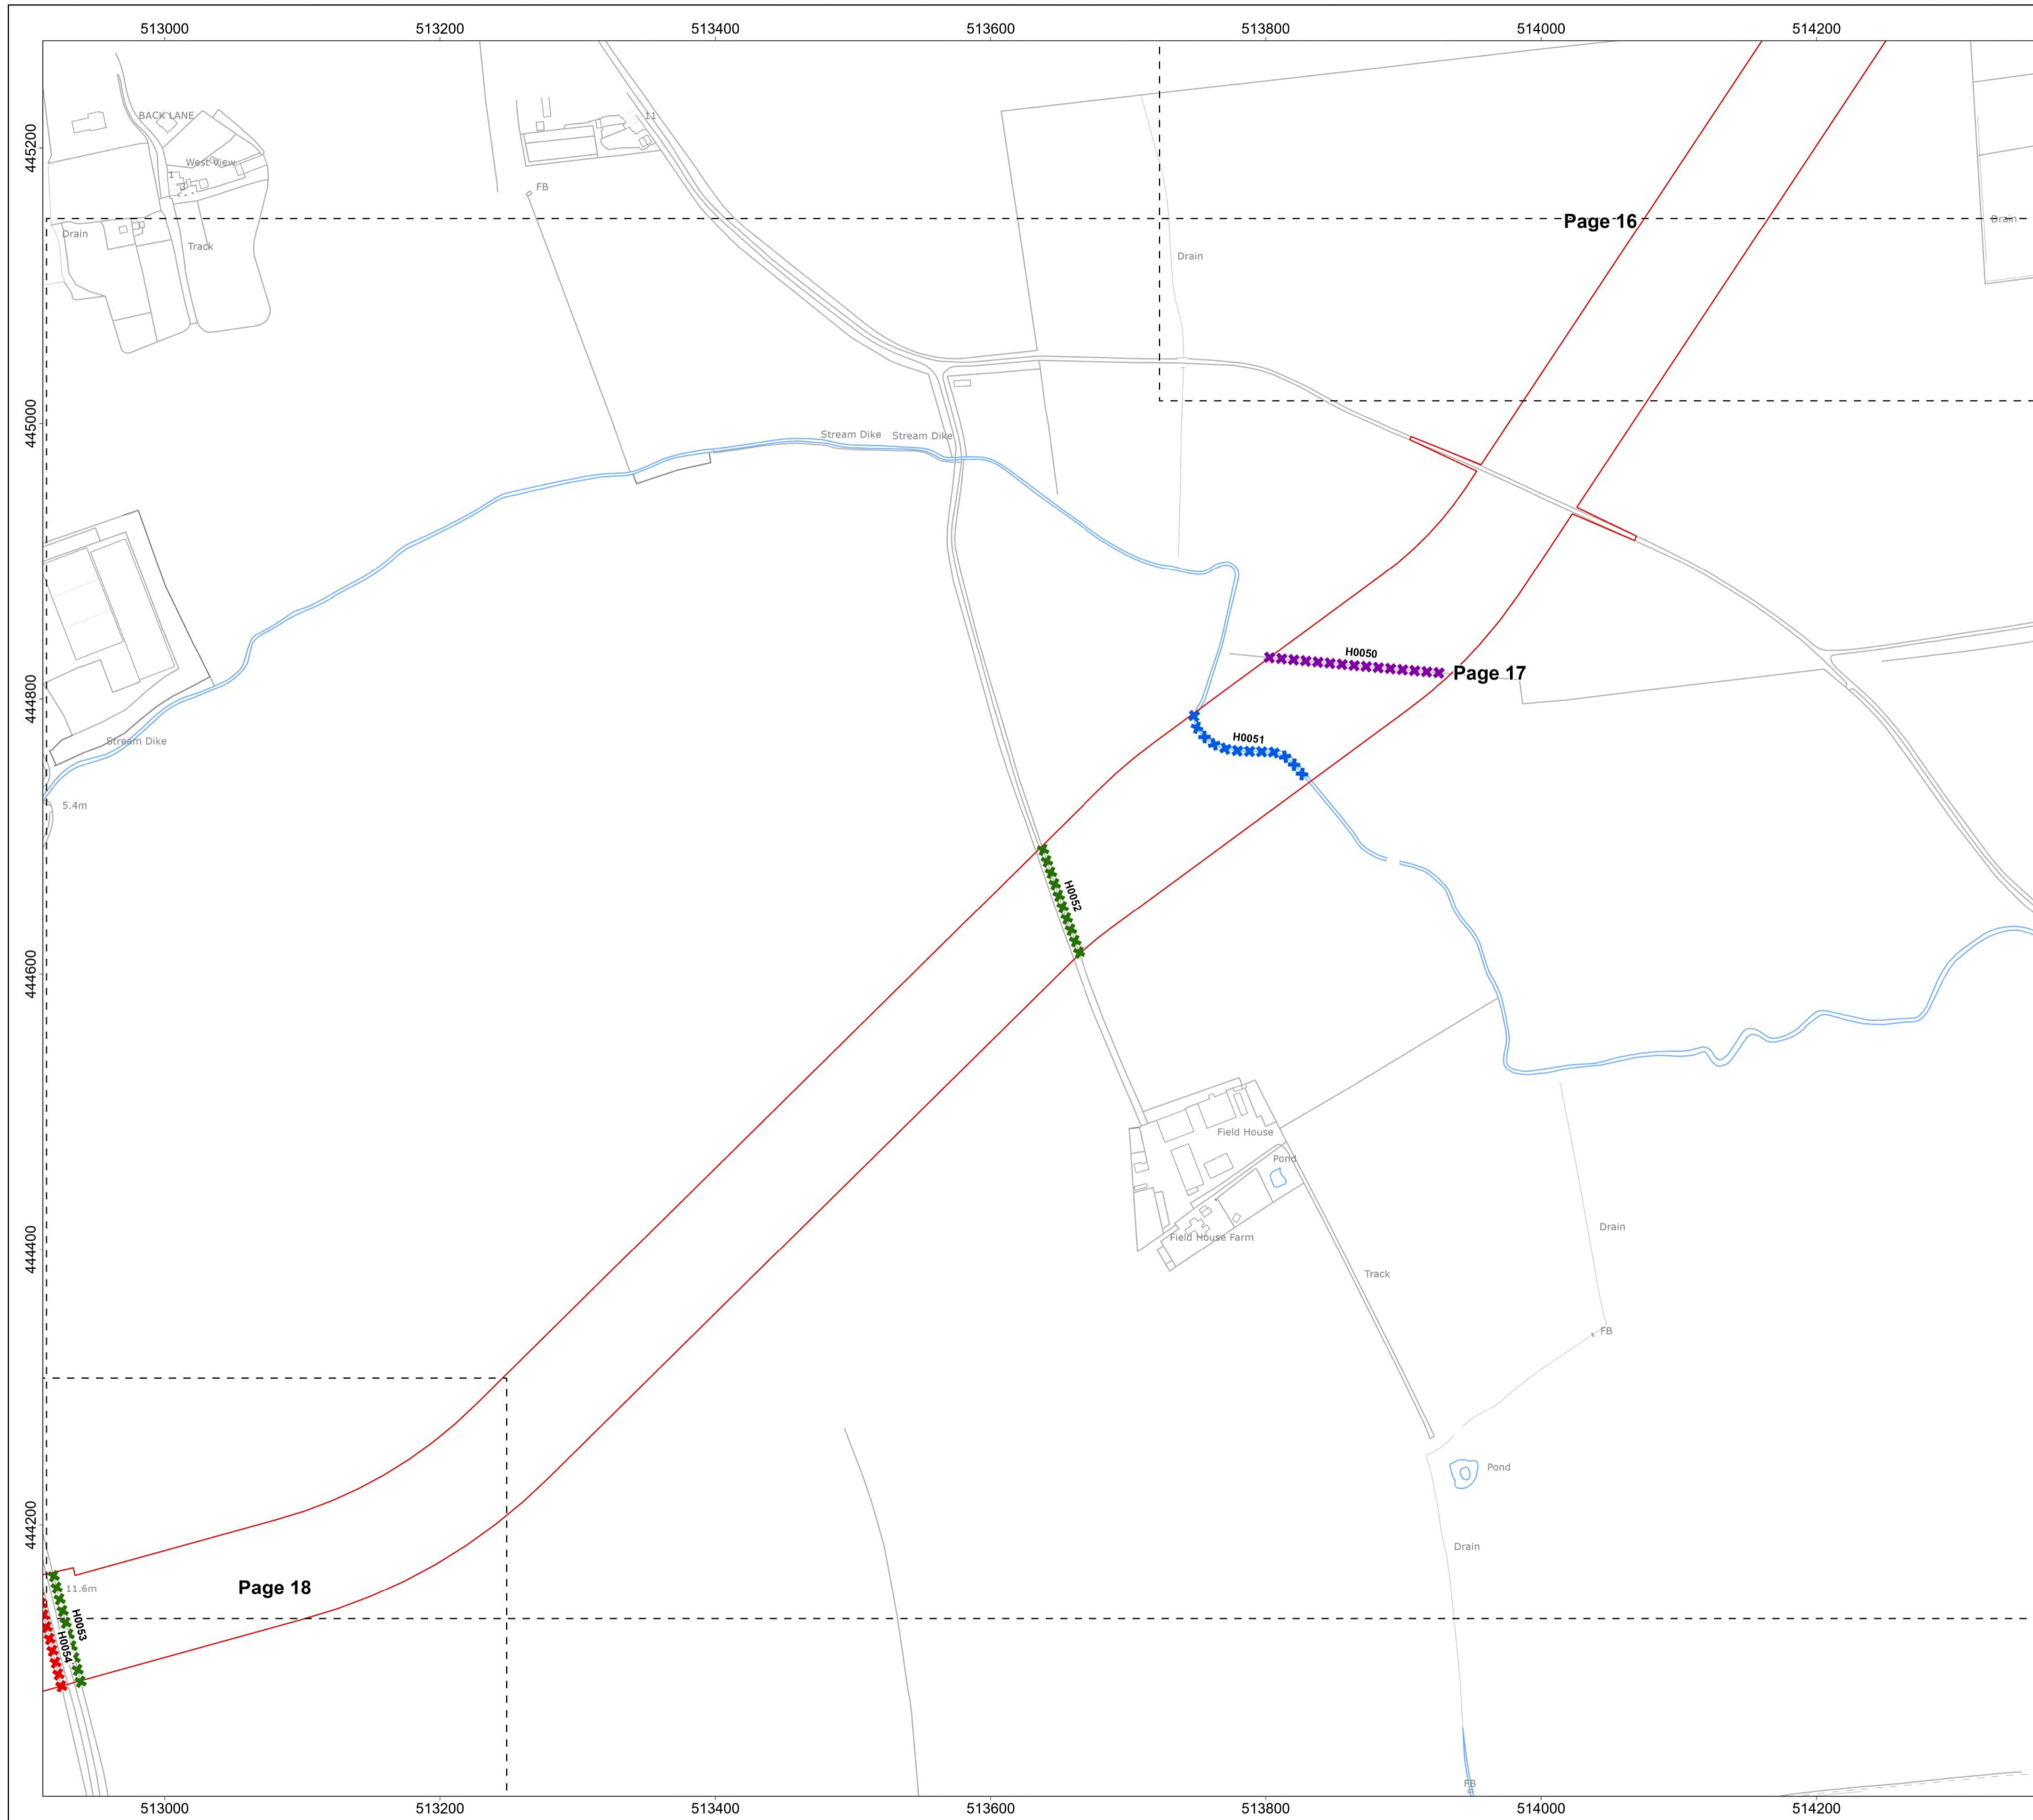 513000 513200 513400 513600 513800 514000 514200
445200
445000
444800
444600
444400
444200
BACK LANE
11
West View
1
3
FB
Drain
Track
Page 16
Drain
Drain
Stream Dike Stream Dike
H0050
Page 17
H0051
Stream Dike
5.4m
H0052
Field House
Pond
Drain
Field House Farm
Track
FB
Pond
Drain
Page 18
11.6m
H0053
H0054
FB
513000 513200 513400 513600 513800 514000 514200